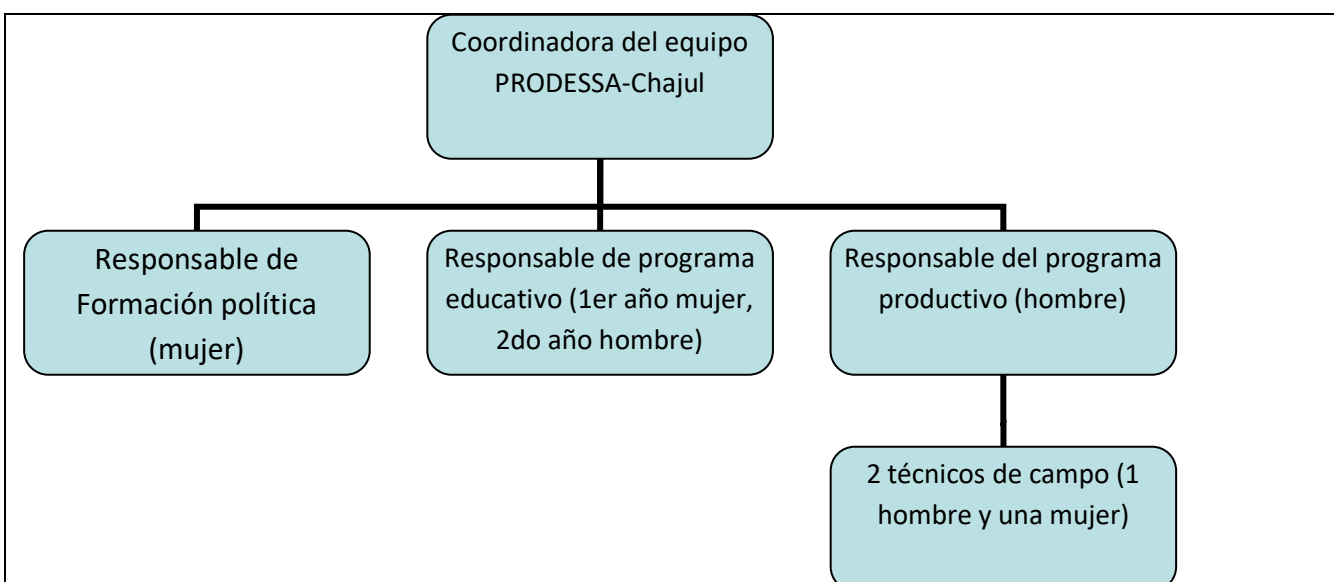 Coordinadora del equipo
PRODESSA-Chajul
Responsable de
Formación política
(mujer)
Responsable de programa
educativo (1er año mujer,
2do año hombre)
Responsable del programa
productivo (hombre)
2 técnicos de campo (1
hombre y una mujer)